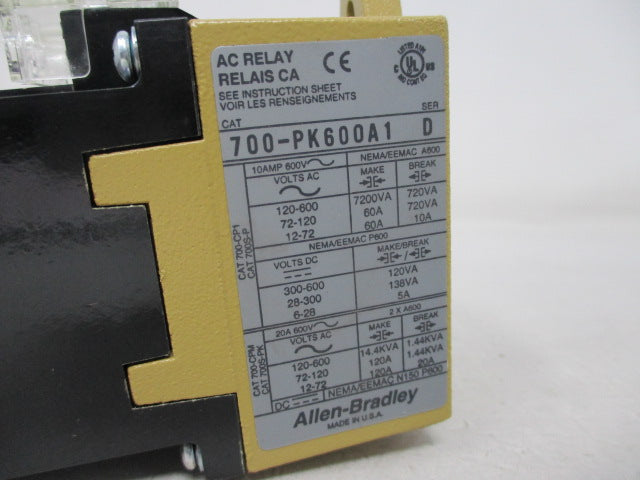 AC RELAY
RELAIS CA
CE
LISTED
UL
C US
SEE INSTRUCTION SHEET
VOIR LES RENSEIGNEMENTS
CAT SER
700-PK600A1 D
10AMP 600V NEMA/EEMAC A600
VOLTS AC MAKE BREAK
120-600 7200VA 720VA
72-120 60A 720VA
12-72 60A 10A
CAT 700-CP1
CAT 700S-P
NEMA/EEMAC P600
VOLTS DC MAKE/BREAK
300-600 120VA
28-300 138VA
6-28 5A
20A 600V 2 X A600
VOLTS AC MAKE BREAK
120-600 14.4KVA 1.44KVA
72-120 120A 1.44KVA
12-72 120A 20A
CAT 700-CPM
CAT 700S-PK
DC NEMA/EEMAC N150 P600
Allen-Bradley
MADE IN U.S.A.